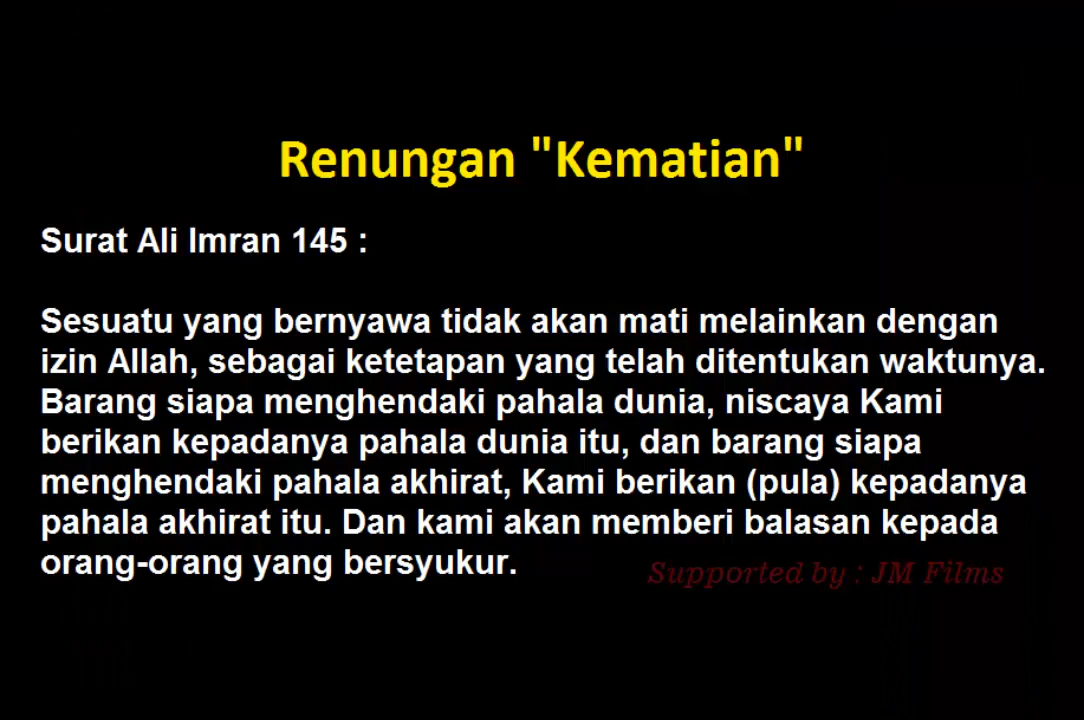 Renungan "Kematian"
Surat Ali Imran 145 :
Sesuatu yang bernyawa tidak akan mati melainkan dengan
izin Allah, sebagai ketetapan yang telah ditentukan waktunya.
Barang siapa menghendaki pahala dunia, niscaya Kami
berikan kepadanya pahala dunia itu, dan barang siapa
menghendaki pahala akhirat, Kami berikan (pula) kepadanya
pahala akhirat itu. Dan kami akan memberi balasan kepada
orang-orang yang bersyukur.
Supported by : JM Films